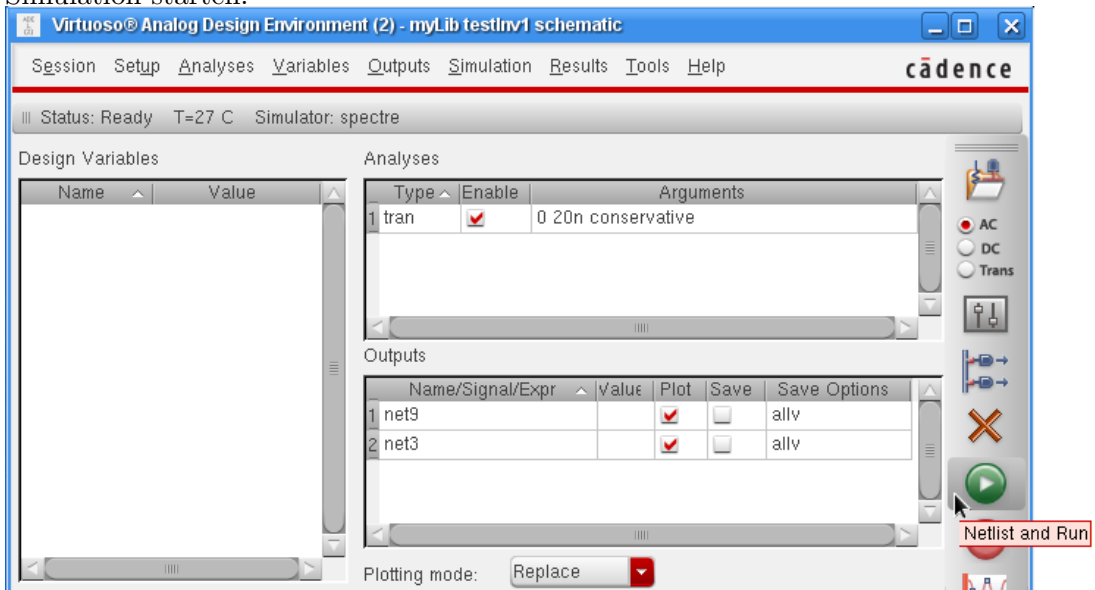 Simulation starten.
Virtuoso® Analog Design Environment (2) - myLib testInv1 schematic
Session Setup Analyses Variables Outputs Simulation Results Tools Help
cādence
Status: Ready T=27 C Simulator: spectre
Design Variables
Name Value
Analyses
Type Enable Arguments
1 tran 0 20n conservative
Outputs
Name/Signal/Expr Value Plot Save Save Options
1 net9 allv
2 net3 allv
Plotting mode: Replace
AC
DC
Trans
Netlist and Run